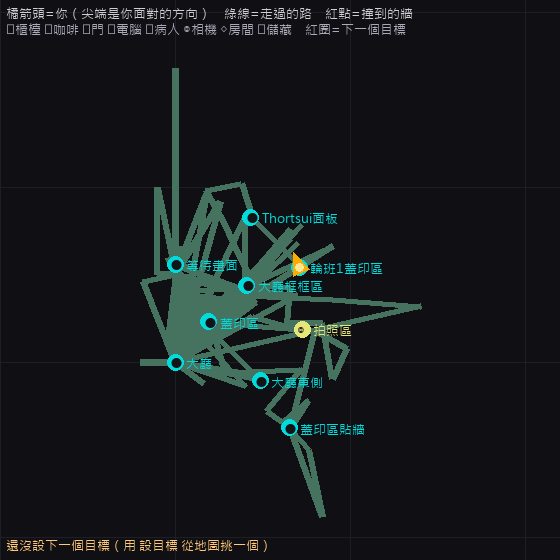 橘箭頭=你（尖端是你面對的方向） 綠線=走過的路 紅點=撞到的牆
櫃檯 咖啡 門 電腦 病人 相機 ◇房間 儲藏 紅圈=下一個目標
Thortsui面板
等待畫面
輪班1蓋印區
大廳框框區
蓋印區
拍照區
大廳
大廳東側
蓋印區貼牆
還沒設下一個目標（用 設目標 從地圖挑一個）